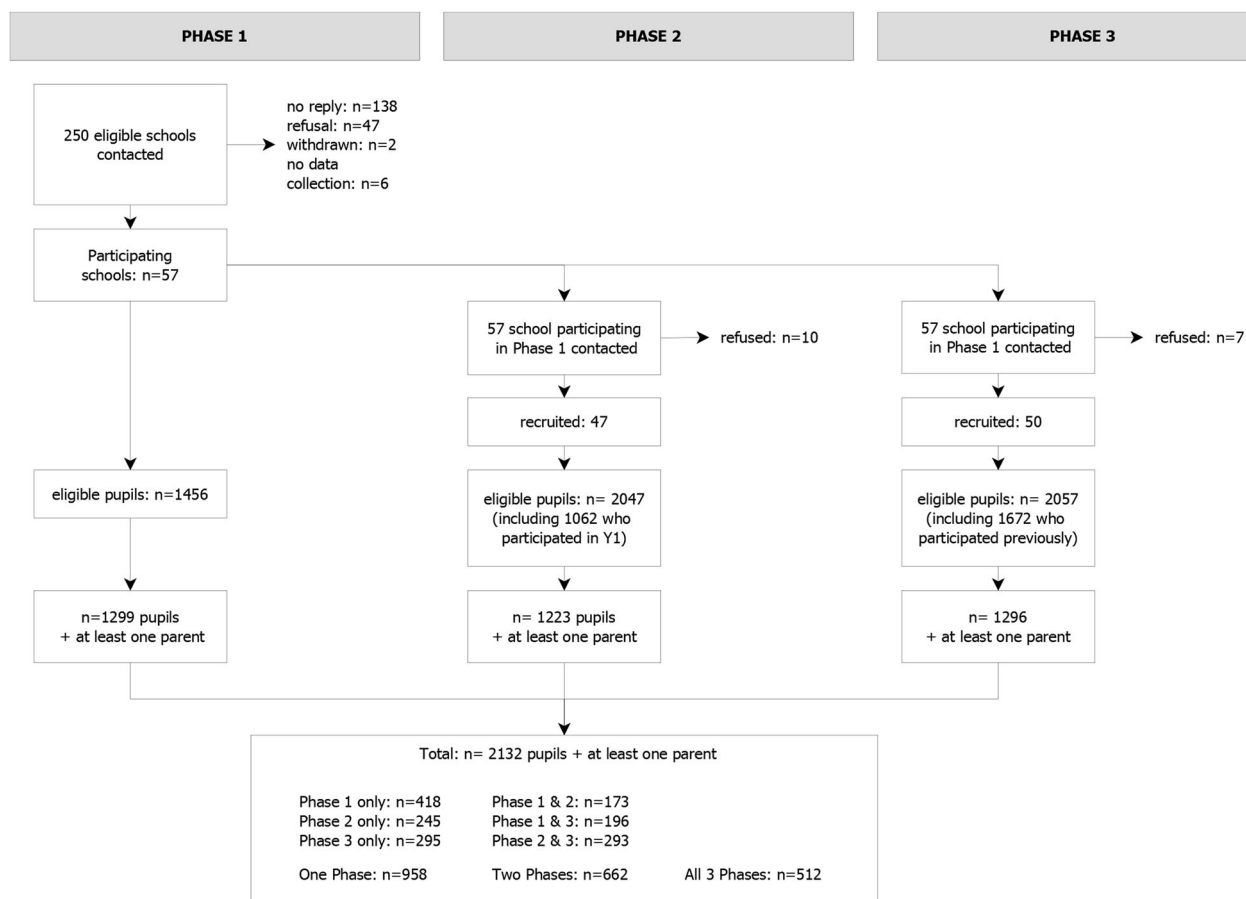 PHASE 1
PHASE 2
PHASE 3
250 eligible schools
contacted
no reply: n=138
refusal: n=47
withdrawn: n=2
no data
collection: n=6
Participating
schools: n=57
57 school participating
in Phase 1 contacted
refused: n=10
57 school participating
in Phase 1 contacted
refused: n=7
recruited: 47
recruited: 50
eligible pupils: n=1456
eligible pupils: n= 2047
(including 1062 who
participated in Y1)
eligible pupils: n= 2057
(including 1672 who
participated previously)
n=1299 pupils
+ at least one parent
n= 1223 pupils
+ at least one parent
n= 1296
+ at least one parent
Total: n= 2132 pupils + at least one parent
Phase 1 only: n=418
Phase 2 only: n=245
Phase 3 only: n=295
Phase 1 & 2: n=173
Phase 1 & 3: n=196
Phase 2 & 3: n=293
One Phase: n=958
Two Phases: n=662
All 3 Phases: n=512